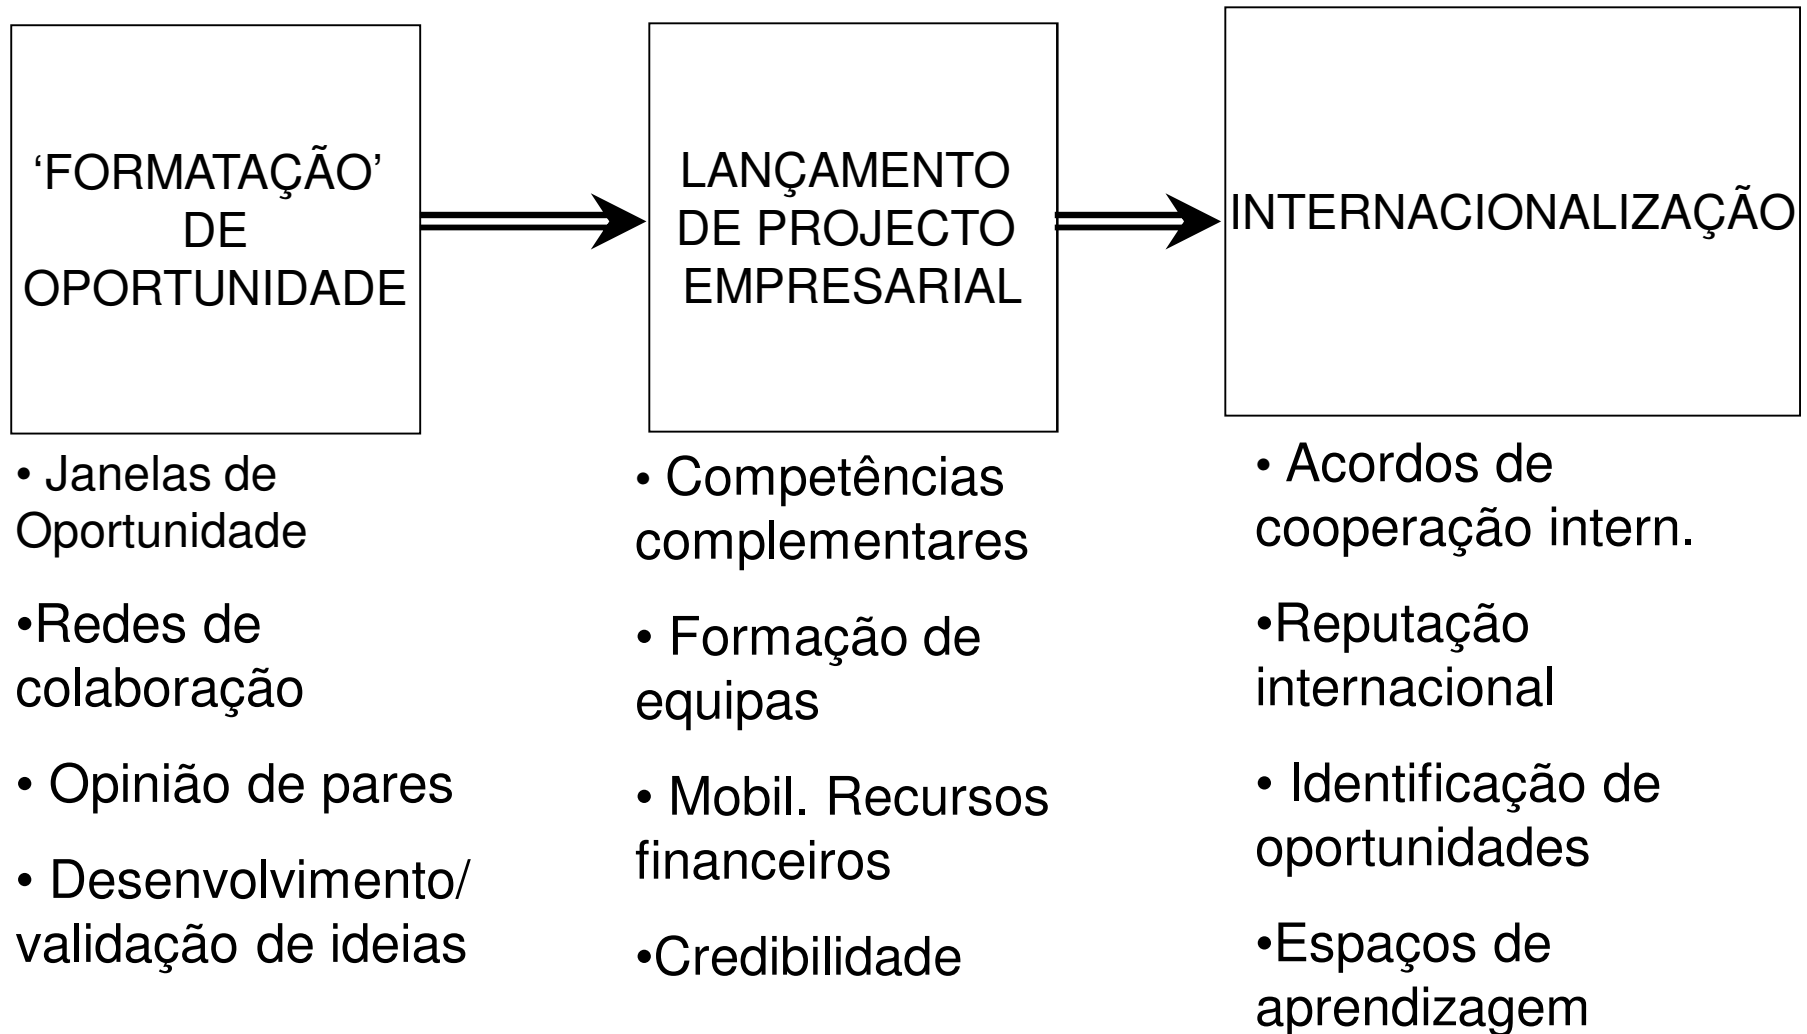 ‘FORMATAÇÃO’
DE
OPORTUNIDADE
• Janelas de
Oportunidade
•Redes de
colaboração
• Opinião de pares
• Desenvolvimento/
validação de ideias
LANÇAMENTO
DE PROJECTO
EMPRESARIAL
• Competências
complementares
• Formação de
equipas
• Mobil. Recursos
financeiros
•Credibilidade
INTERNACIONALIZAÇÃO
• Acordos de
cooperação intern.
•Reputação
internacional
• Identificação de
oportunidades
•Espaços de
aprendizagem